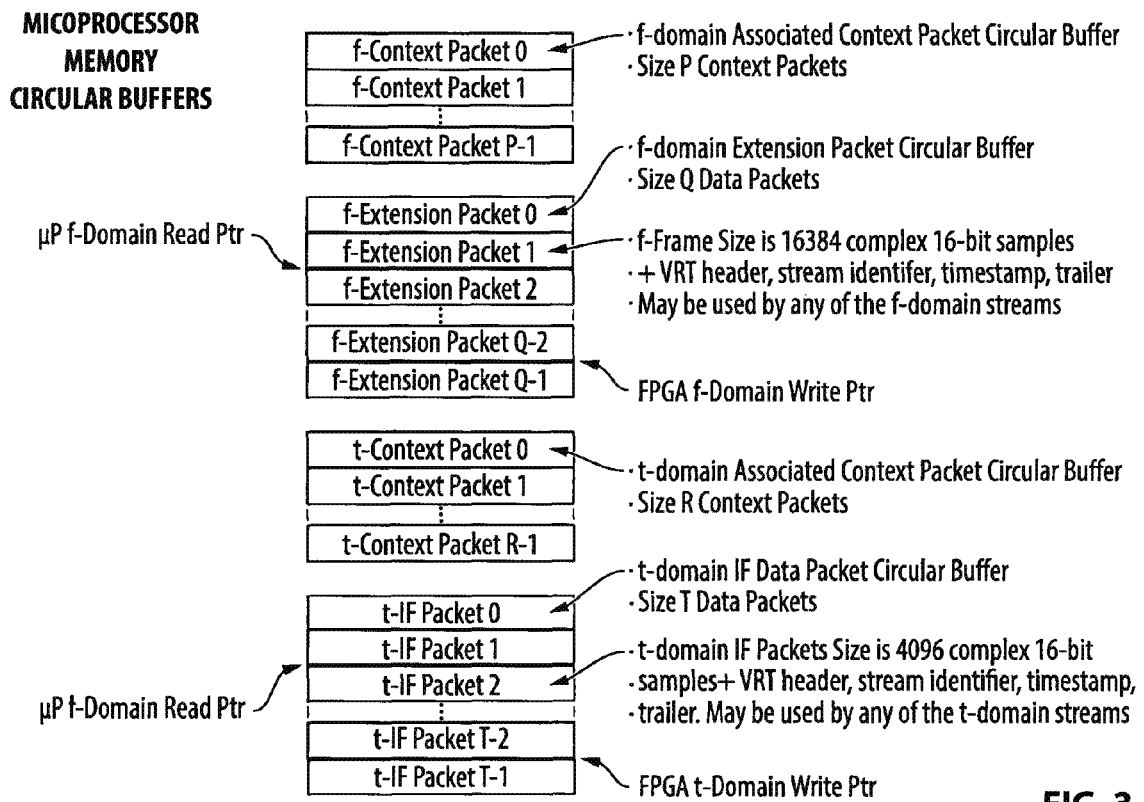 MICOPROCESSOR
MEMORY
CIRCULAR BUFFERS
f-Context Packet 0
f-Context Packet 1
f-Context Packet P-1
· f-domain Associated Context Packet Circular Buffer
· Size P Context Packets
µP f-Domain Read Ptr
f-Extension Packet 0
f-Extension Packet 1
f-Extension Packet 2
f-Extension Packet Q-2
f-Extension Packet Q-1
· f-domain Extension Packet Circular Buffer
· Size Q Data Packets
· f-Frame Size is 16384 complex 16-bit samples
· + VRT header, stream identifer, timestamp, trailer
· May be used by any of the f-domain streams
FPGA f-Domain Write Ptr
t-Context Packet 0
t-Context Packet 1
t-Context Packet R-1
· t-domain Associated Context Packet Circular Buffer
· Size R Context Packets
µP t-Domain Read Ptr
t-IF Packet 0
t-IF Packet 1
t-IF Packet 2
t-IF Packet T-2
t-IF Packet T-1
· t-domain IF Data Packet Circular Buffer
· Size T Data Packets
· t-domain IF Packets Size is 4096 complex 16-bit
· samples+ VRT header, stream identifier, timestamp,
· trailer. May be used by any of the t-domain streams
FPGA t-Domain Write Ptr
FIG. 3